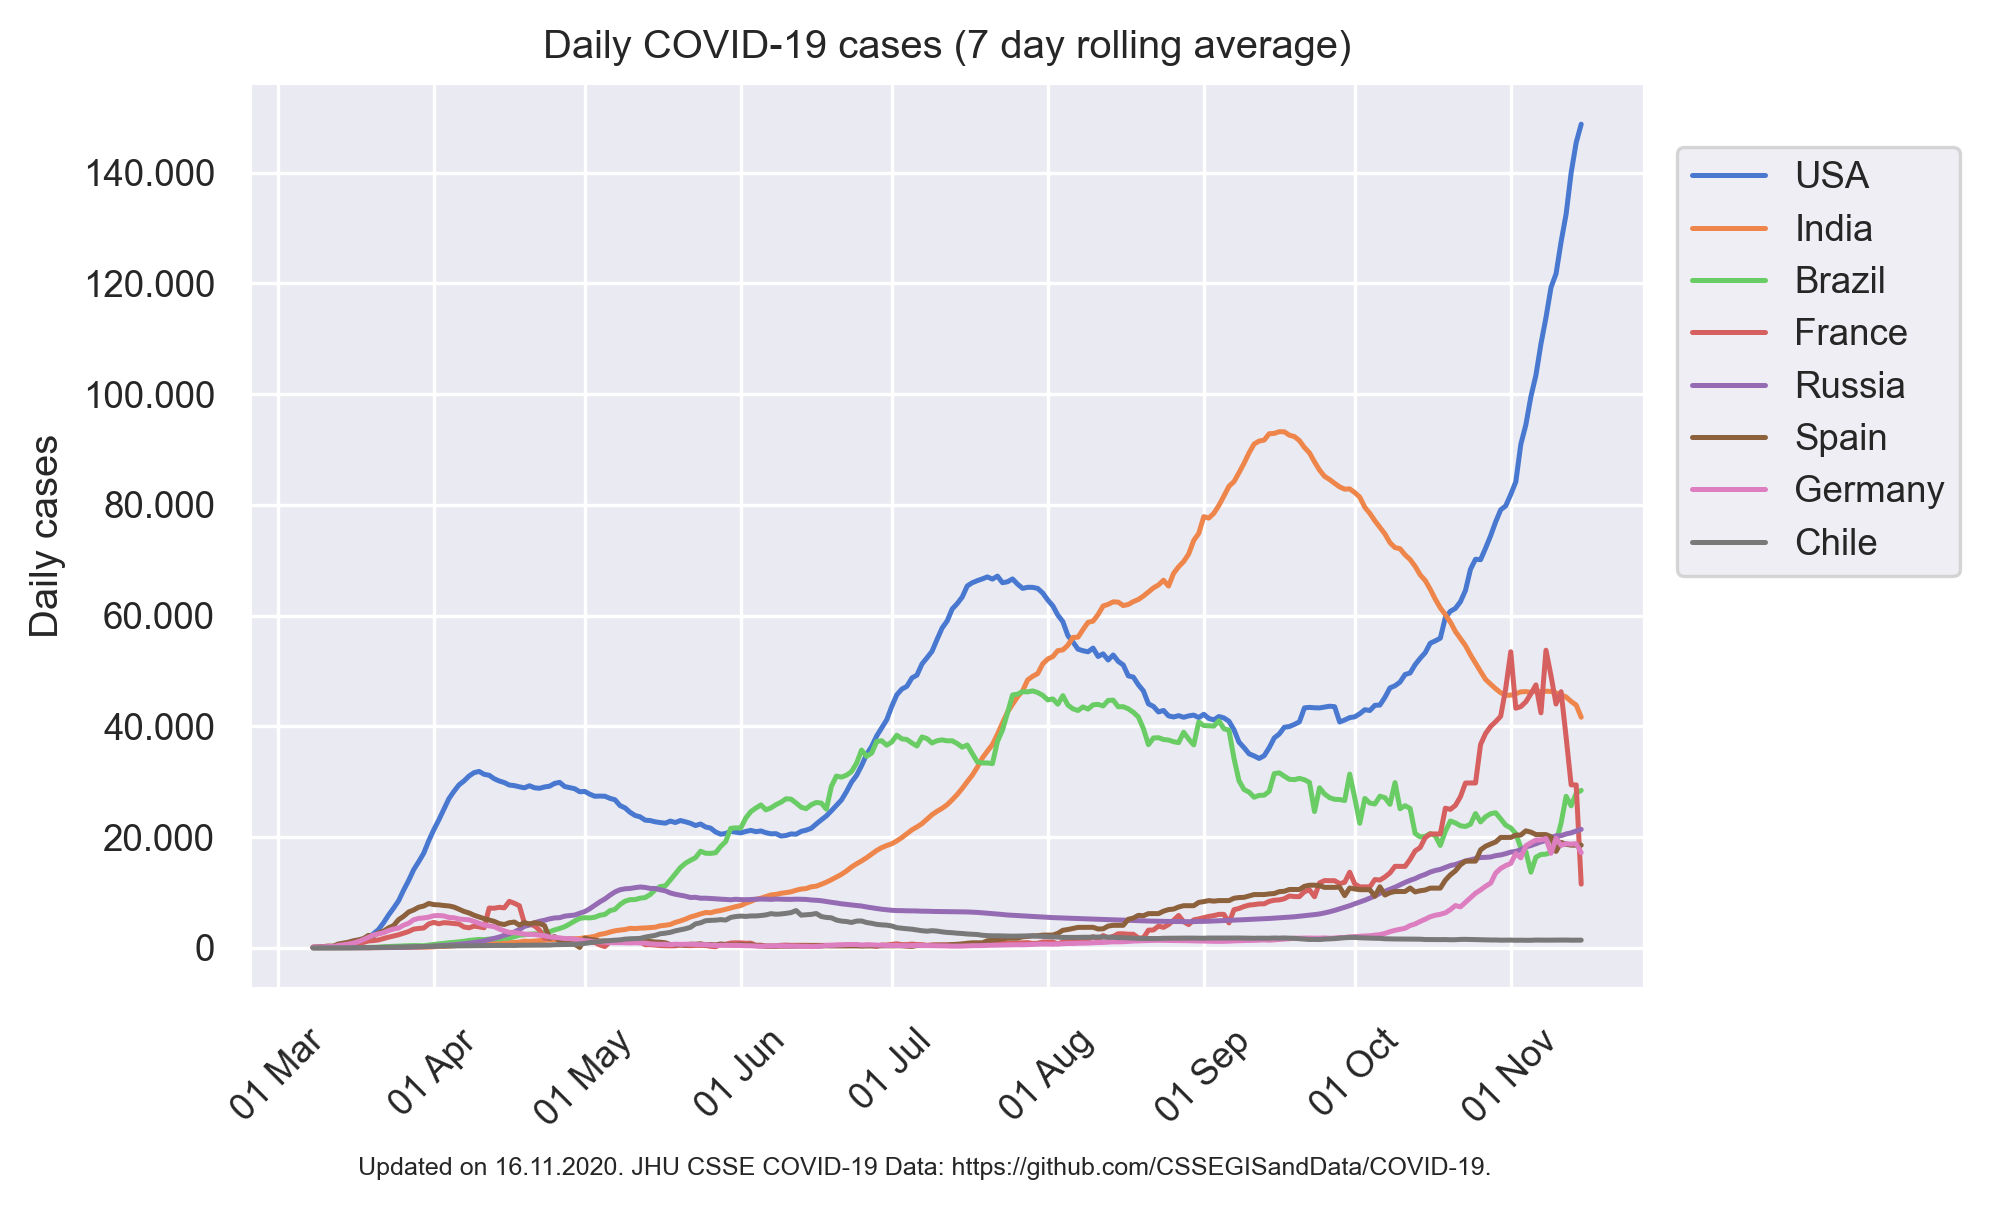 Daily COVID-19 cases (7 day rolling average)
140.000
120.000
100.000
80.000
60.000
40.000
20.000
0
Daily cases
USA
India
Brazil
France
Russia
Spain
Germany
Chile
01 Mar
01 Apr
01 May
01 Jun
01 Jul
01 Aug
01 Sep
01 Oct
01 Nov
Updated on 16.11.2020. JHU CSSE COVID-19 Data: https://github.com/CSSEGISandData/COVID-19.